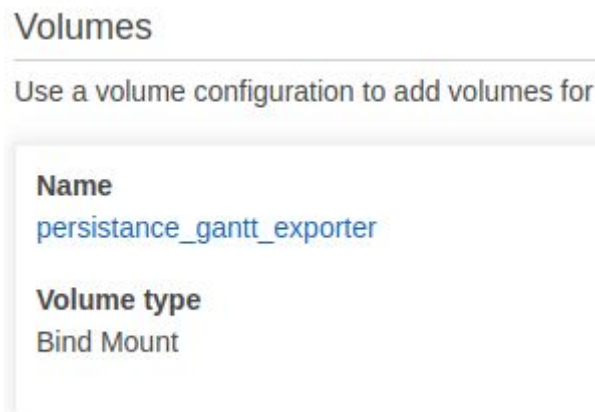 Volumes
Use a volume configuration to add volumes for
Name
persistance_gantt_exporter
Volume type
Bind Mount